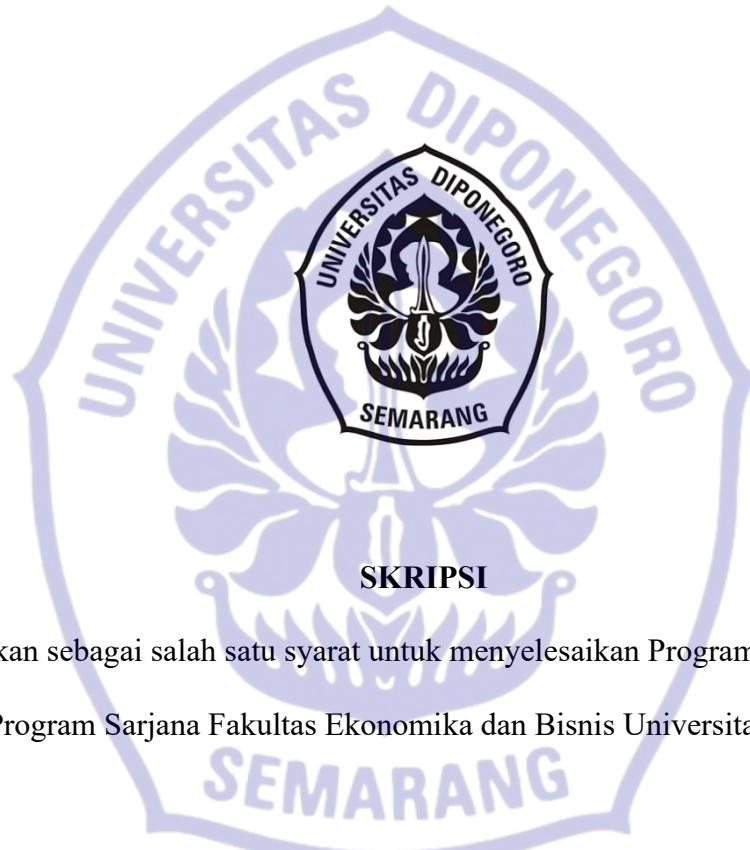 UNIVERSITAS DIPONEGORO
SEMARANG
UNIVERSITAS DIPONEGORO
SEMARANG
SKRIPSI
kan sebagai salah satu syarat untuk menyelesaikan Program
Program Sarjana Fakultas Ekonomika dan Bisnis Universita